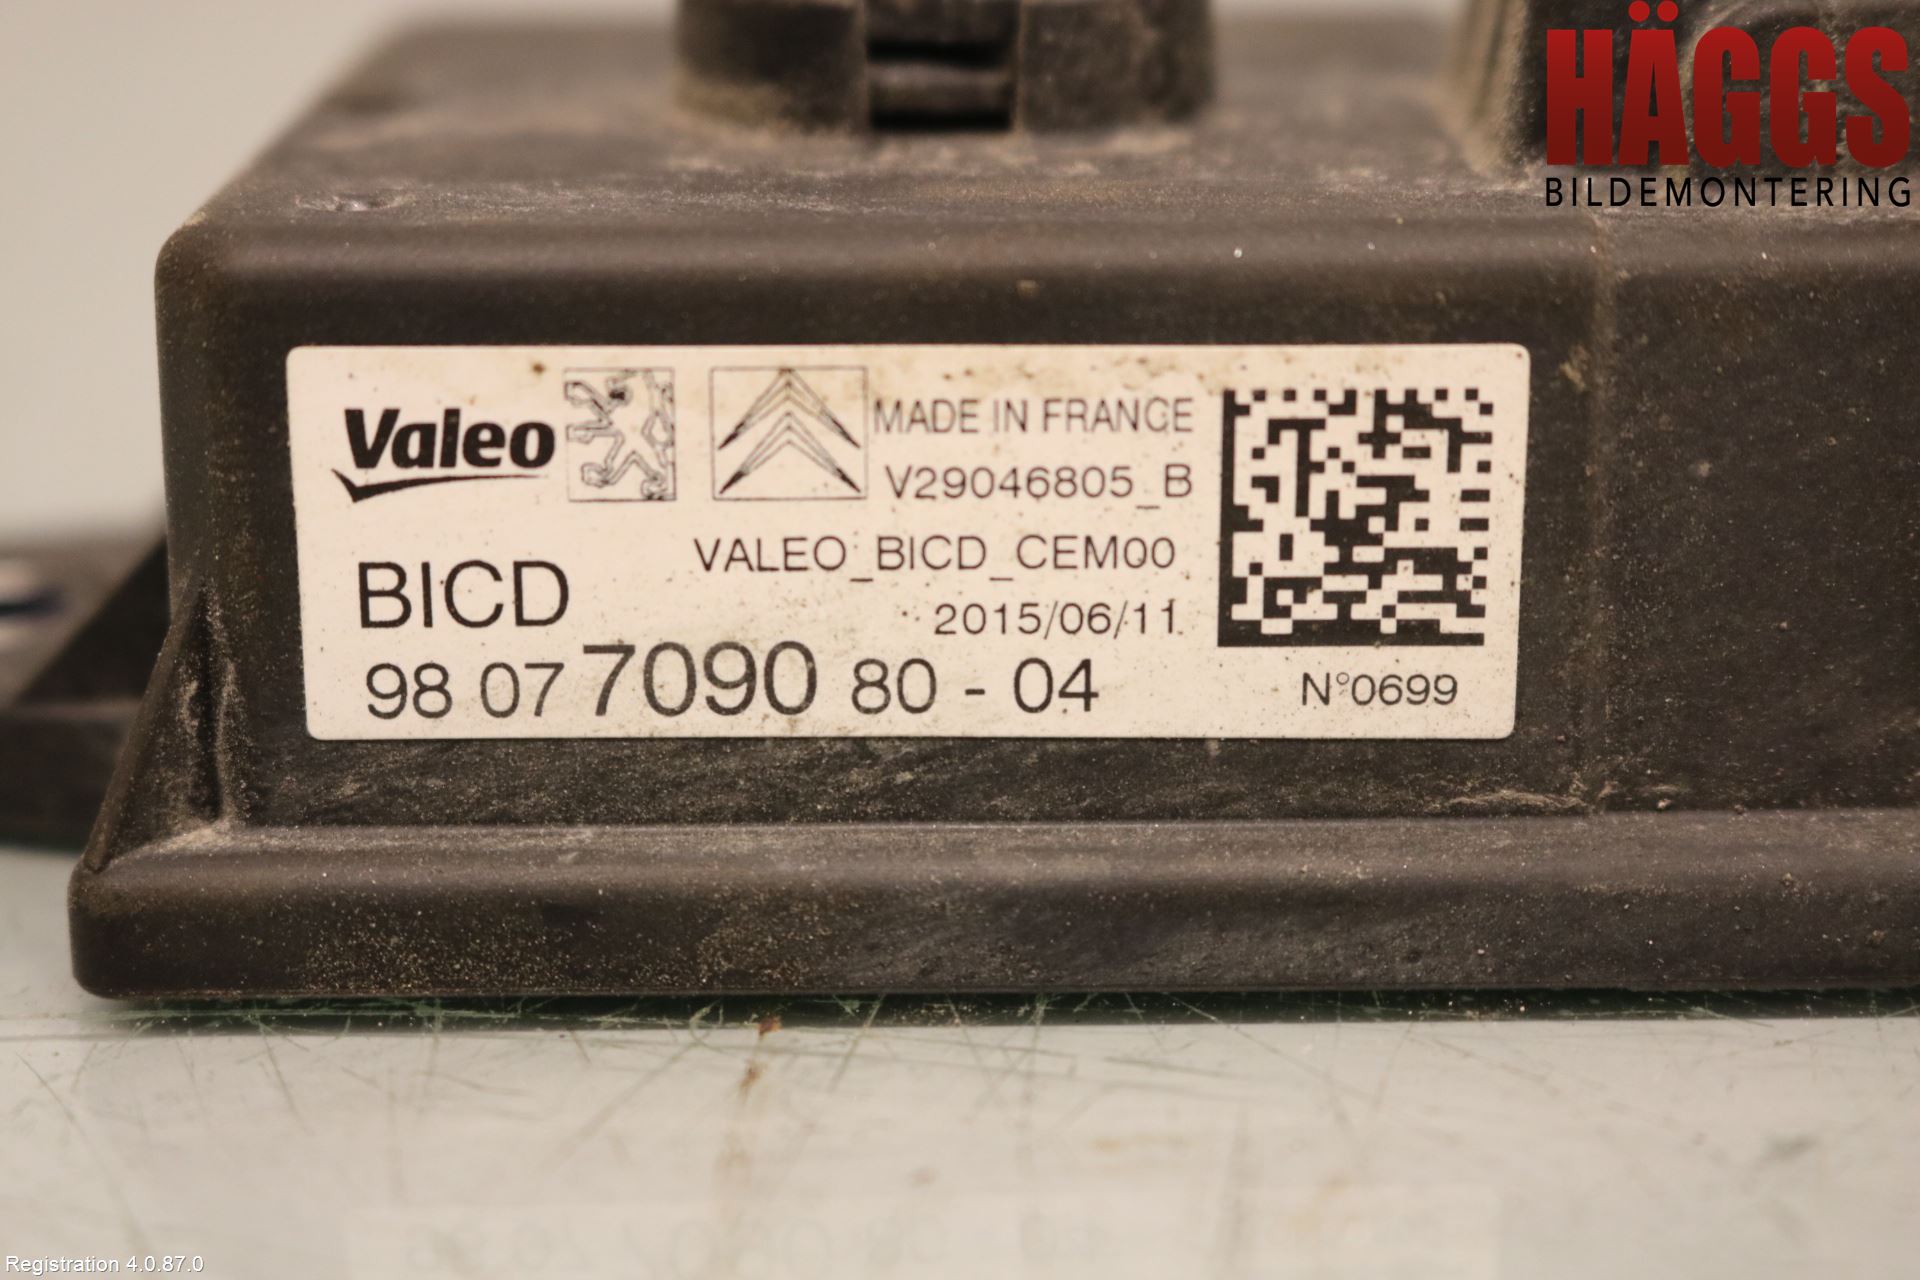 HÄGGS
BILDEMONTERING
Valeo
MADE IN FRANCE
V29046805_B
VALEO_BICD_CEM00
BICD
2015/06/11
98 07 7090 80 - 04
N°0699
Registration 4.0.87.0